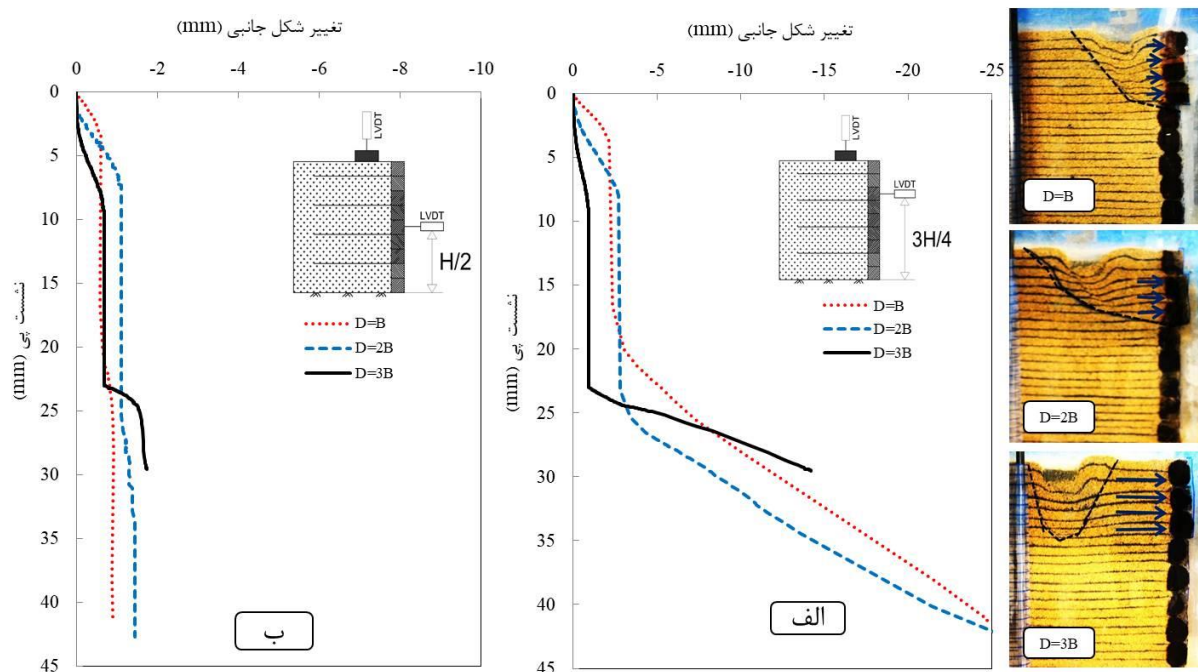 تغییر شکل جانبی (mm)
0 -2 -4 -6 -8 -10
0
5
10
15
20
25
30
35
40
45
نشست پی (mm)
LVDT
LVDT
H/2
D=B
D=2B
D=3B
ب
تغییر شکل جانبی (mm)
0 -5 -10 -15 -20 -25
0
5
10
15
20
25
30
35
40
45
نشست پی (mm)
LVDT
LVDT
3H/4
D=B
D=2B
D=3B
الف
D=B
D=2B
D=3B